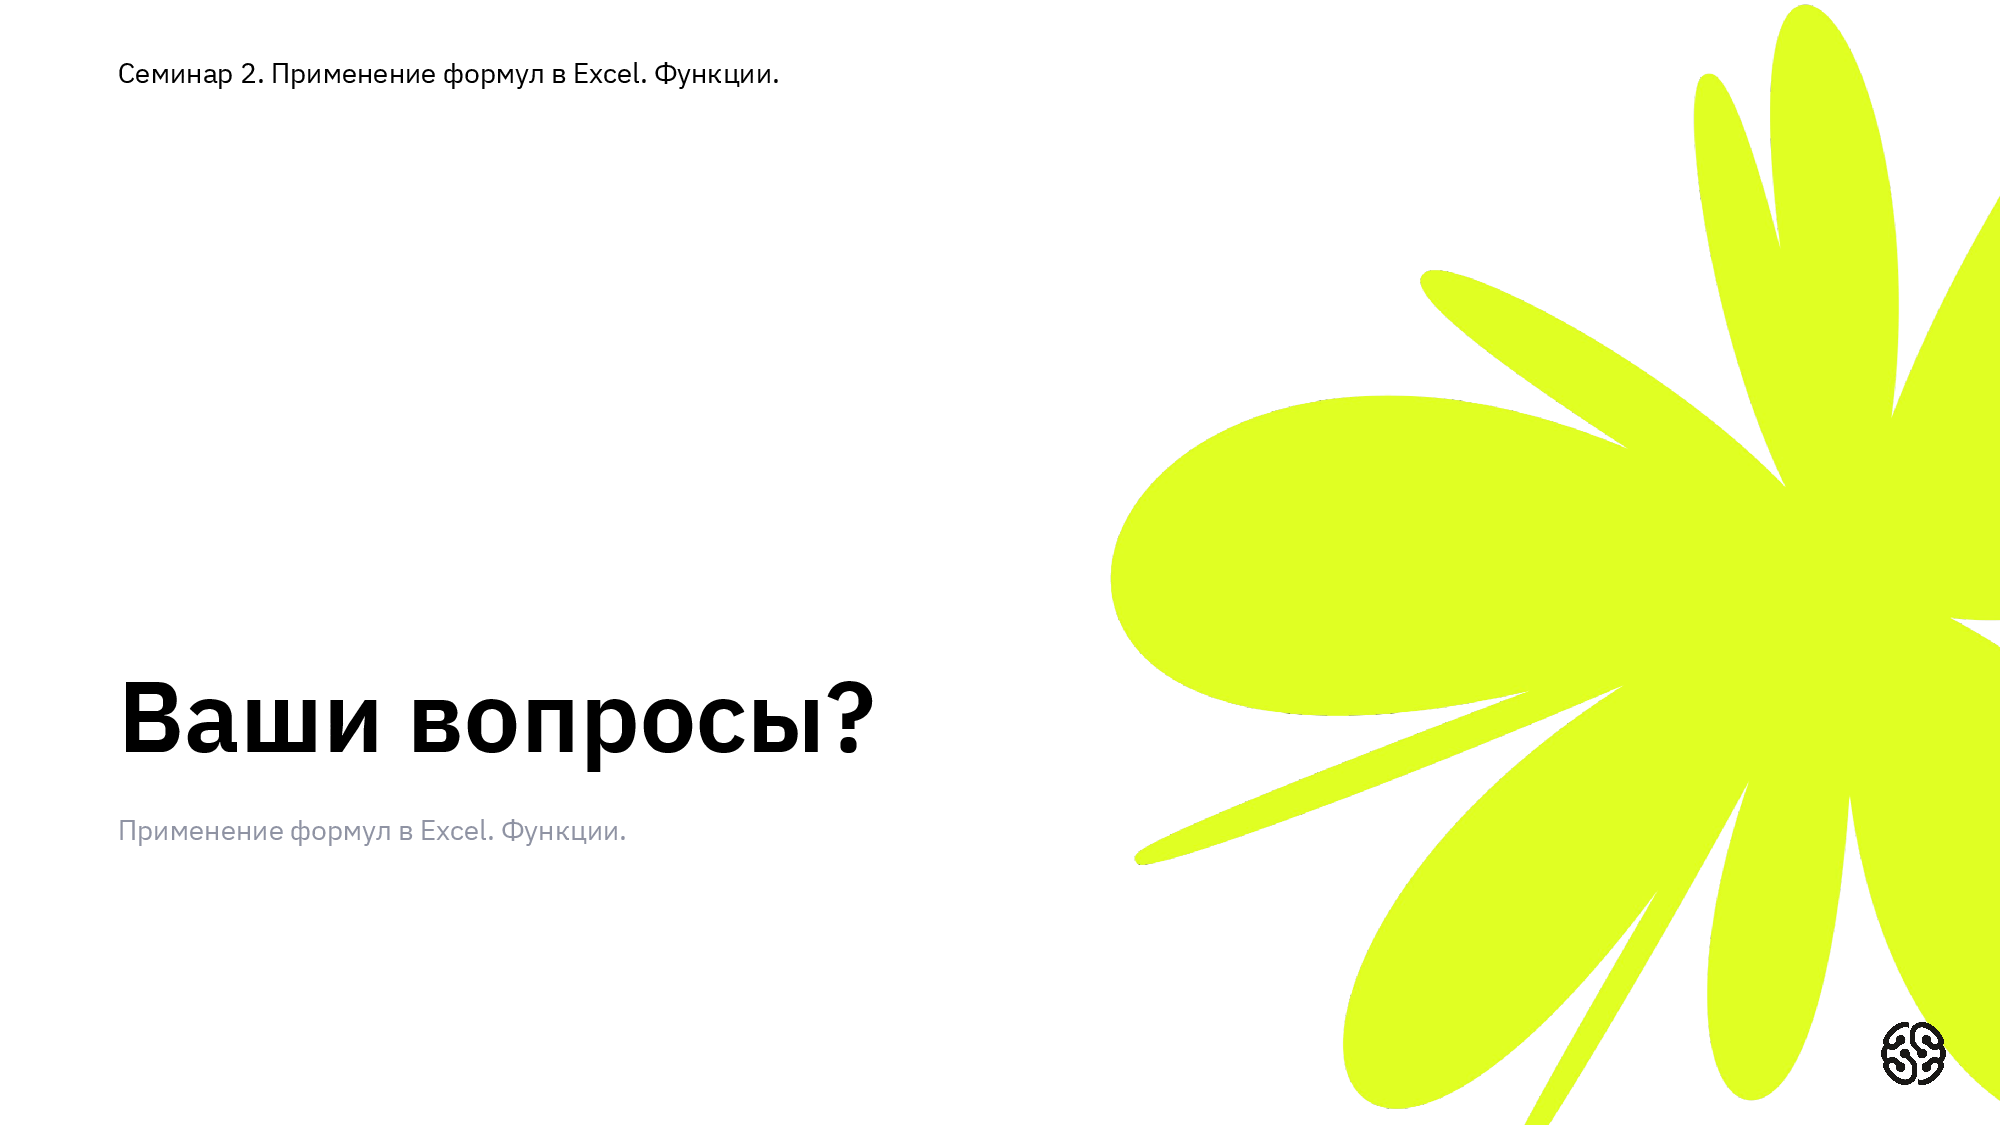 Семинар 2. Применение формул в Excel. Функции.
Ваши вопросы?
Применение формул в Excel. Функции.